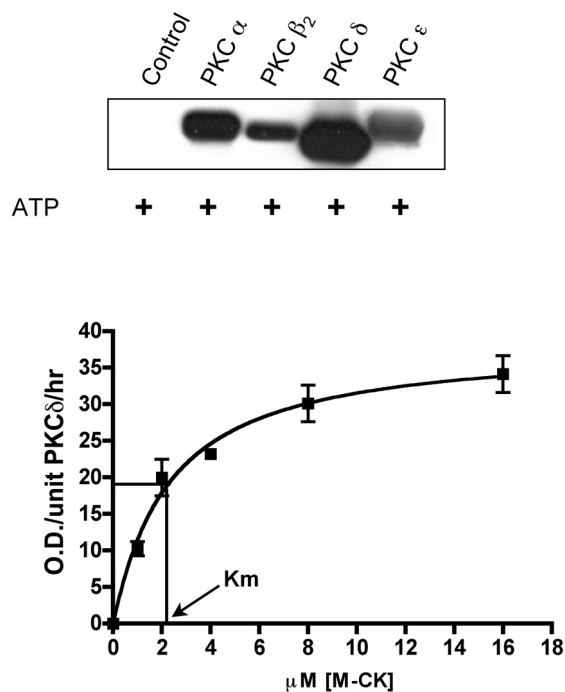 Control PKC α PKC β₂ PKC δ PKC ε
ATP + + + + +
40
35
30
25
20
15
10
5
0
O.D./unit PKCδ/hr
Km
0 2 4 6 8 10 12 14 16 18
μM [M-CK]